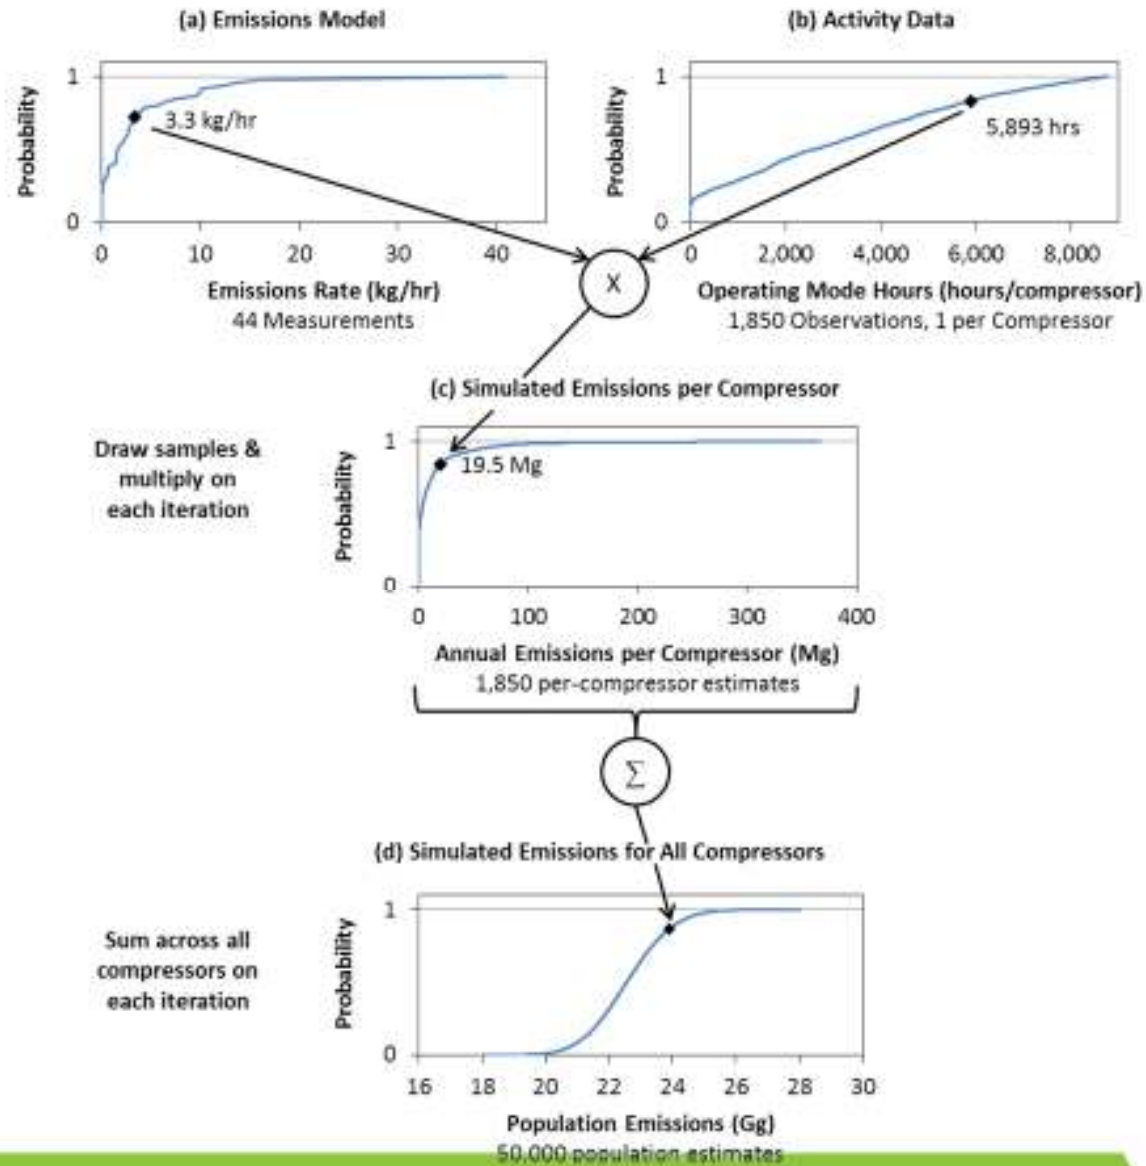 (a) Emissions Model
Probability
1
0
3.3 kg/hr
0 10 20 30 40
Emissions Rate (kg/hr)
44 Measurements
(b) Activity Data
Probability
1
0
5,893 hrs
0 2,000 4,000 6,000 8,000
Operating Mode Hours (hours/compressor)
1,850 Observations, 1 per Compressor
X
Draw samples &
multiply on
each iteration
(c) Simulated Emissions per Compressor
Probability
1
0
19.5 Mg
0 100 200 300 400
Annual Emissions per Compressor (Mg)
1,850 per-compressor estimates
∑
Sum across all
compressors on
each iteration
(d) Simulated Emissions for All Compressors
Probability
1
0
16 18 20 22 24 26 28 30
Population Emissions (Gg)
50,000 population estimates